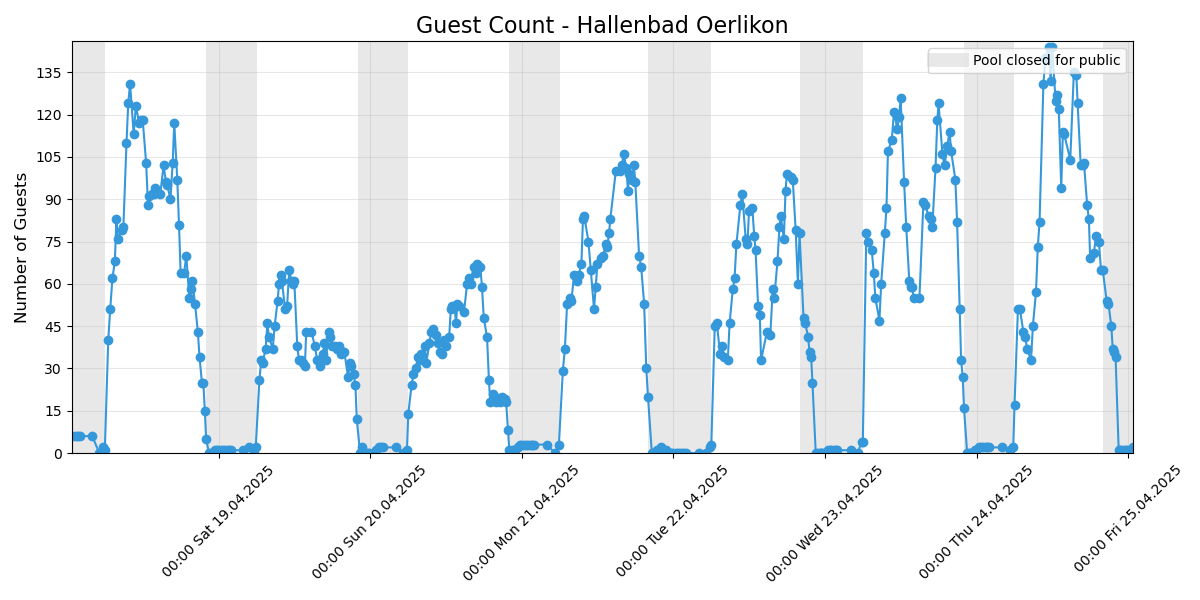 Guest Count - Hallenbad Oerlikon
Pool closed for public
Number of Guests
135
120
105
90
75
60
45
30
15
0
00:00 Sat 19.04.2025
00:00 Sun 20.04.2025
00:00 Mon 21.04.2025
00:00 Tue 22.04.2025
00:00 Wed 23.04.2025
00:00 Thu 24.04.2025
00:00 Fri 25.04.2025